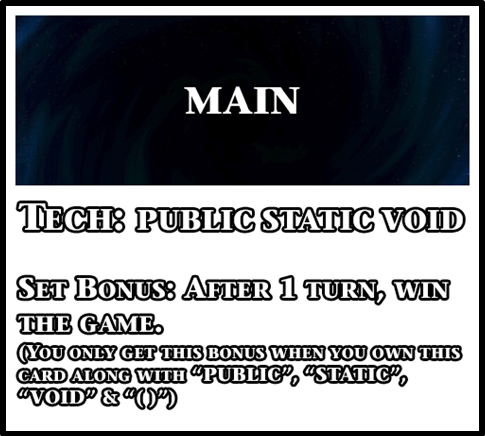 MAIN
TECH: PUBLIC STATIC VOID
SET BONUS: AFTER 1 TURN, WIN
THE GAME.
(YOU ONLY GET THIS BONUS WHEN YOU OWN THIS
CARD ALONG WITH “PUBLIC”, “STATIC”,
“VOID” & “()”)